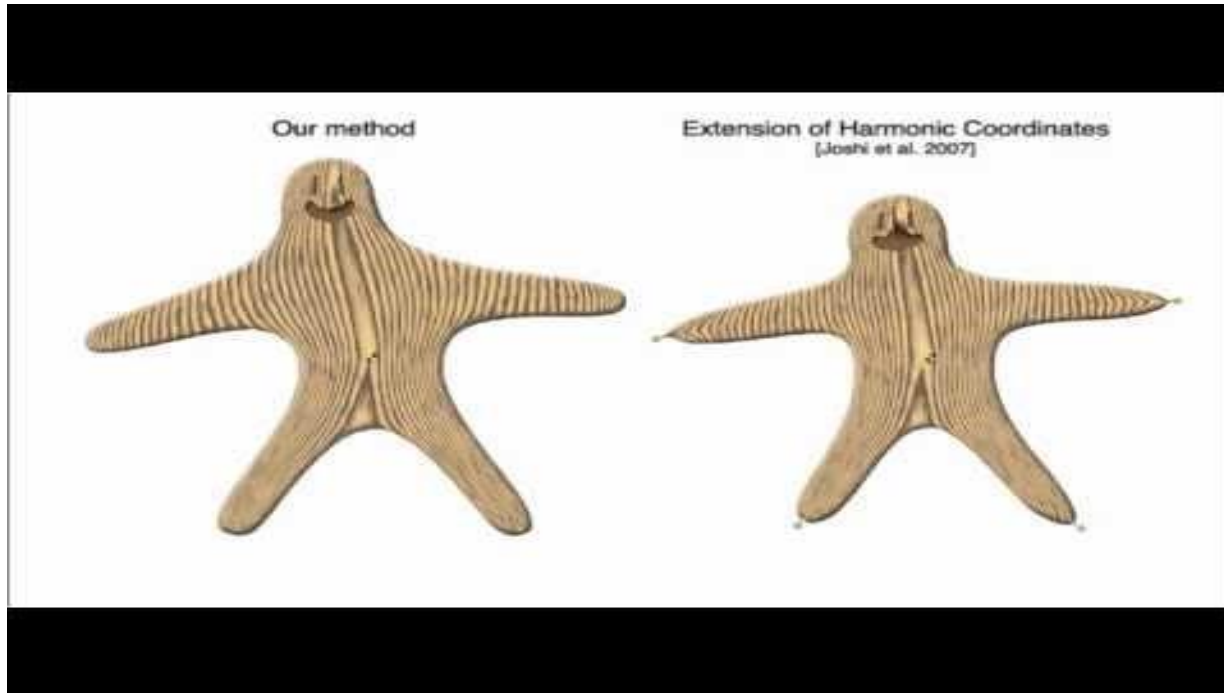 Our method
Extension of Harmonic Coordinates
[Joshi et al. 2007]